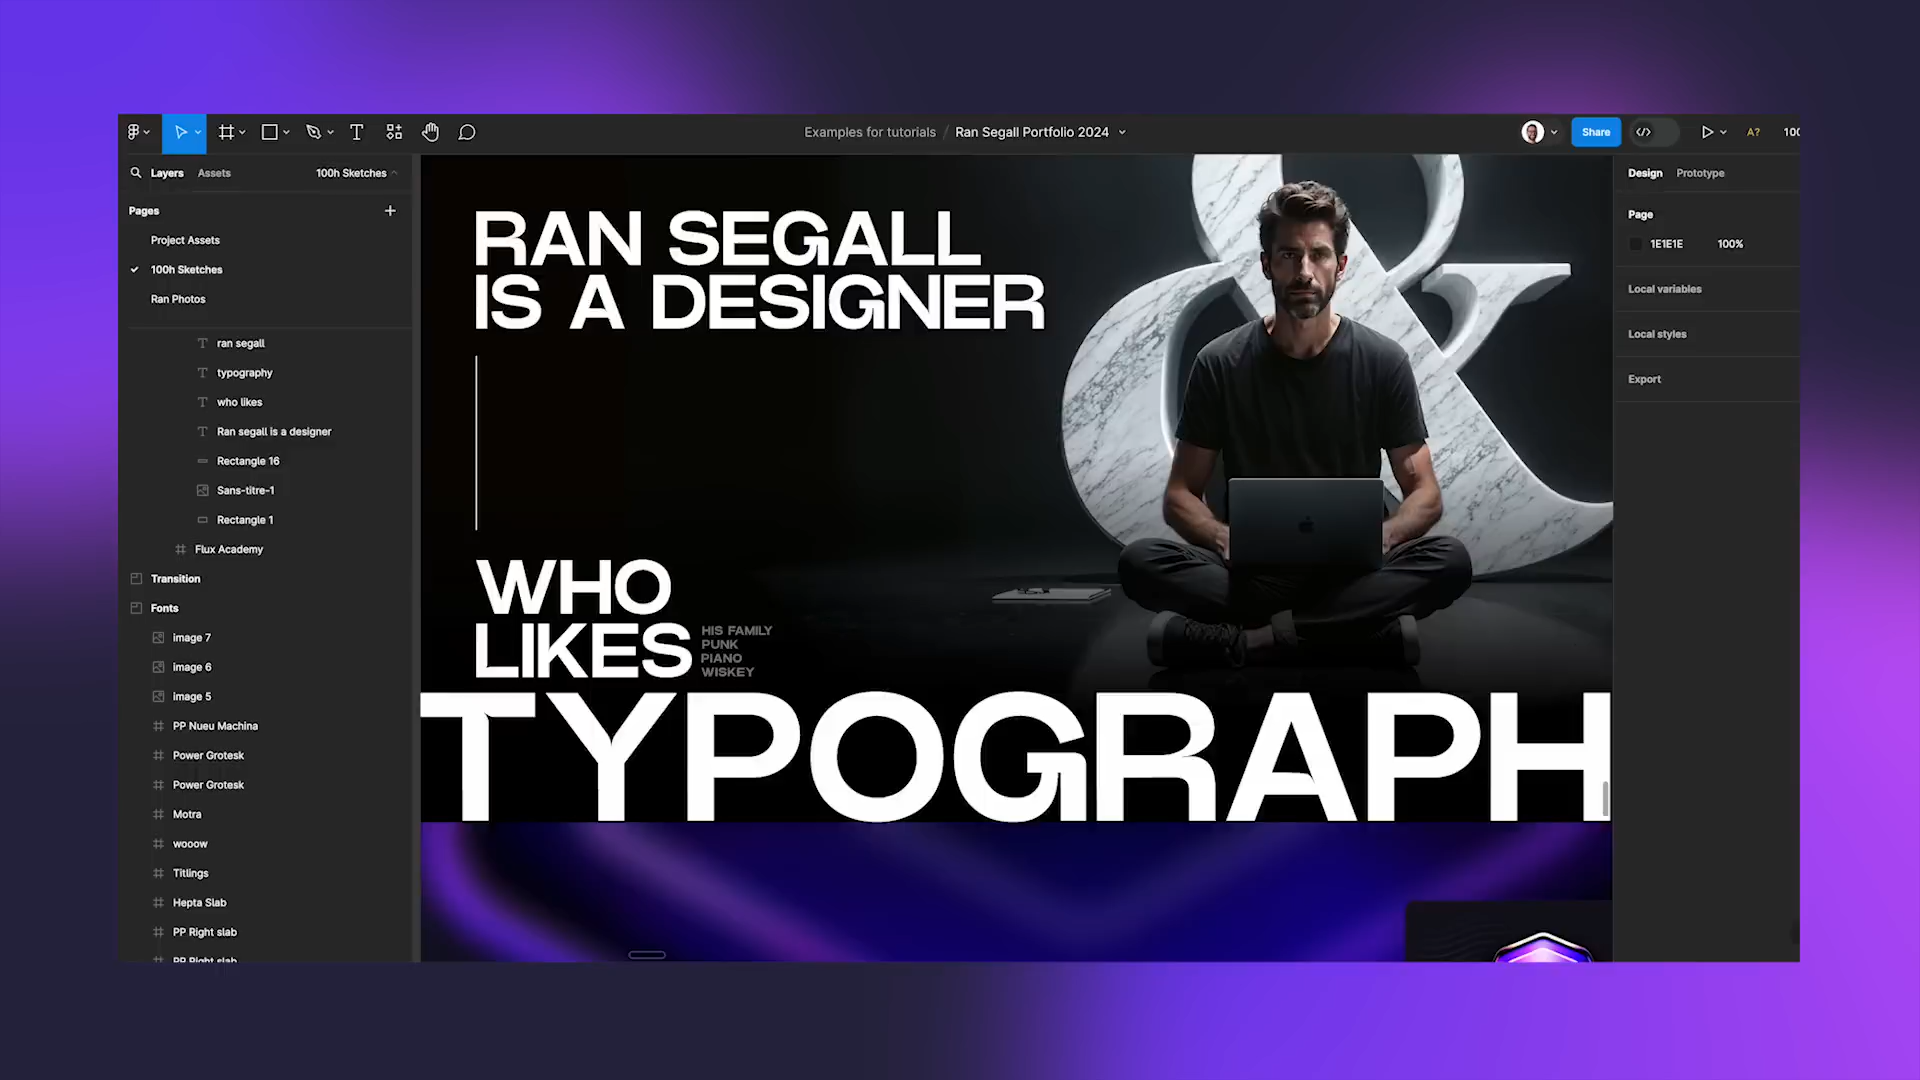 Examples for tutorials / Ran Segall Portfolio 2024
Share
A?
Layers
Assets
100h Sketches
Pages
Project Assets
100h Sketches
Ran Photos
ran segall
typography
who likes
Ran segall is a designer
Rectangle 16
Sans-titre-1
Rectangle 1
Flux Academy
Transition
Fonts
image 7
image 6
image 5
PP Nueu Machina
Power Grotesk
Power Grotesk
Motra
wooow
Titlings
Hepta Slab
PP Right slab
PP Right slab
RAN SEGALL
IS A DESIGNER
WHO
LIKES
HIS FAMILY
PUNK
PIANO
WISKEY
TYPOGRAPH
Design
Prototype
Page
1E1E1E
100%
Local variables
Local styles
Export